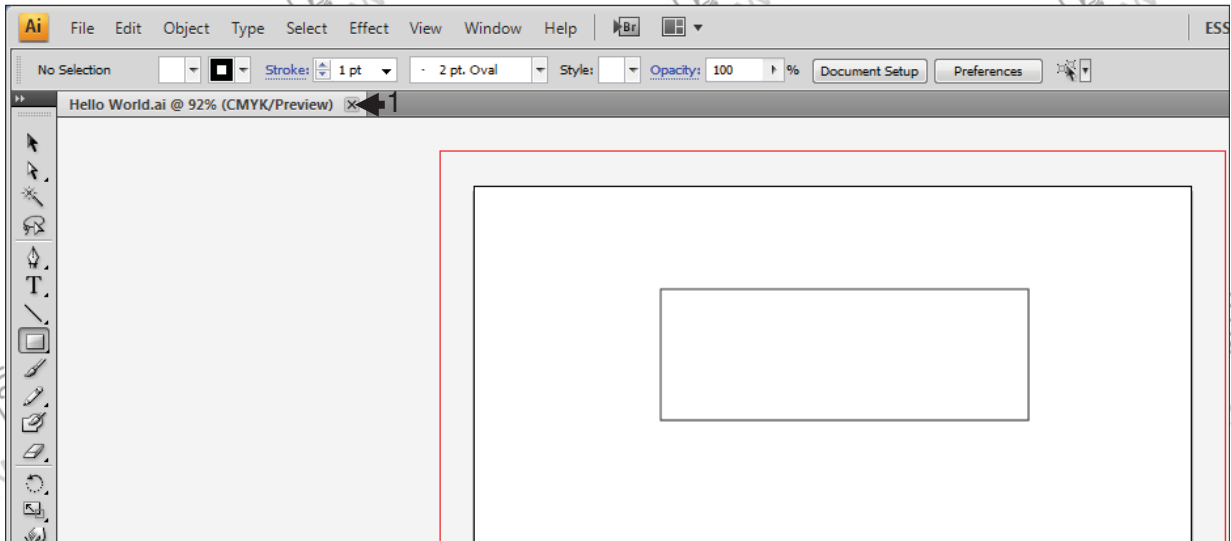 Ai File Edit Object Type Select Effect View Window Help Br ESS
No Selection Stroke: 1 pt 2 pt. Oval Style: Opacity: 100 % Document Setup Preferences
Hello World.ai @ 92% (CMYK/Preview) 1
T